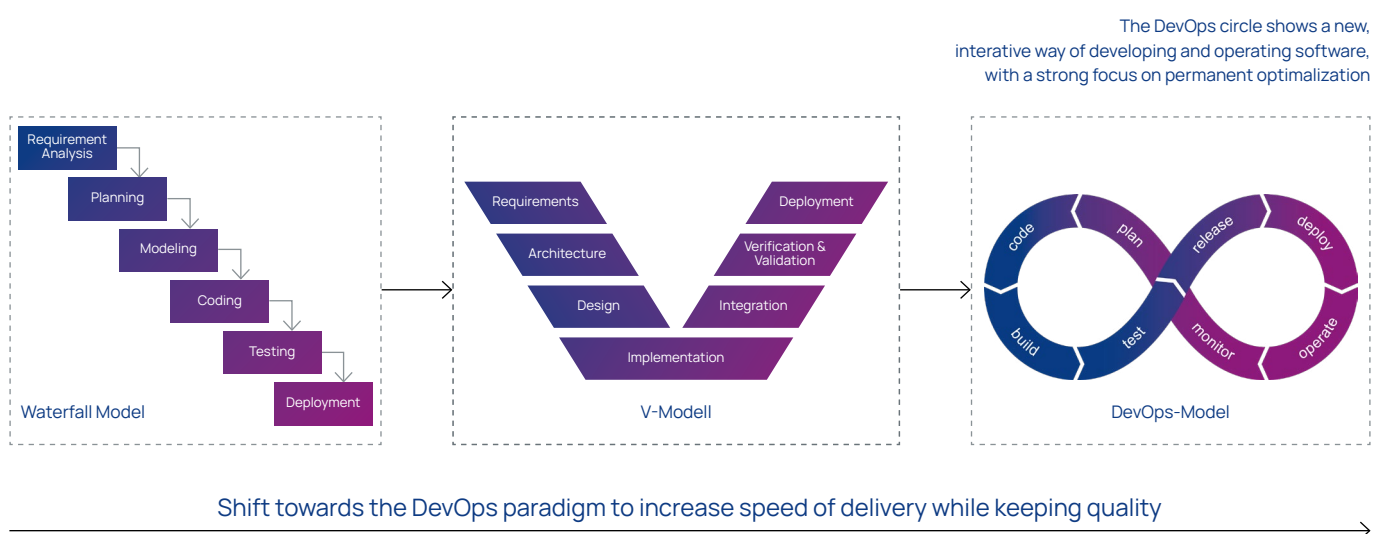 The DevOps circle shows a new,
interative way of developing and operating software,
with a strong focus on permanent optimalization
Requirement
Analysis
Planning
Modeling
Coding
Testing
Deployment
Waterfall Model
Requirements
Architecture
Design
Implementation
Integration
Verification &
Validation
Deployment
V-Modell
code
plan
release
deploy
build
test
monitor
operate
DevOps-Model
Shift towards the DevOps paradigm to increase speed of delivery while keeping quality